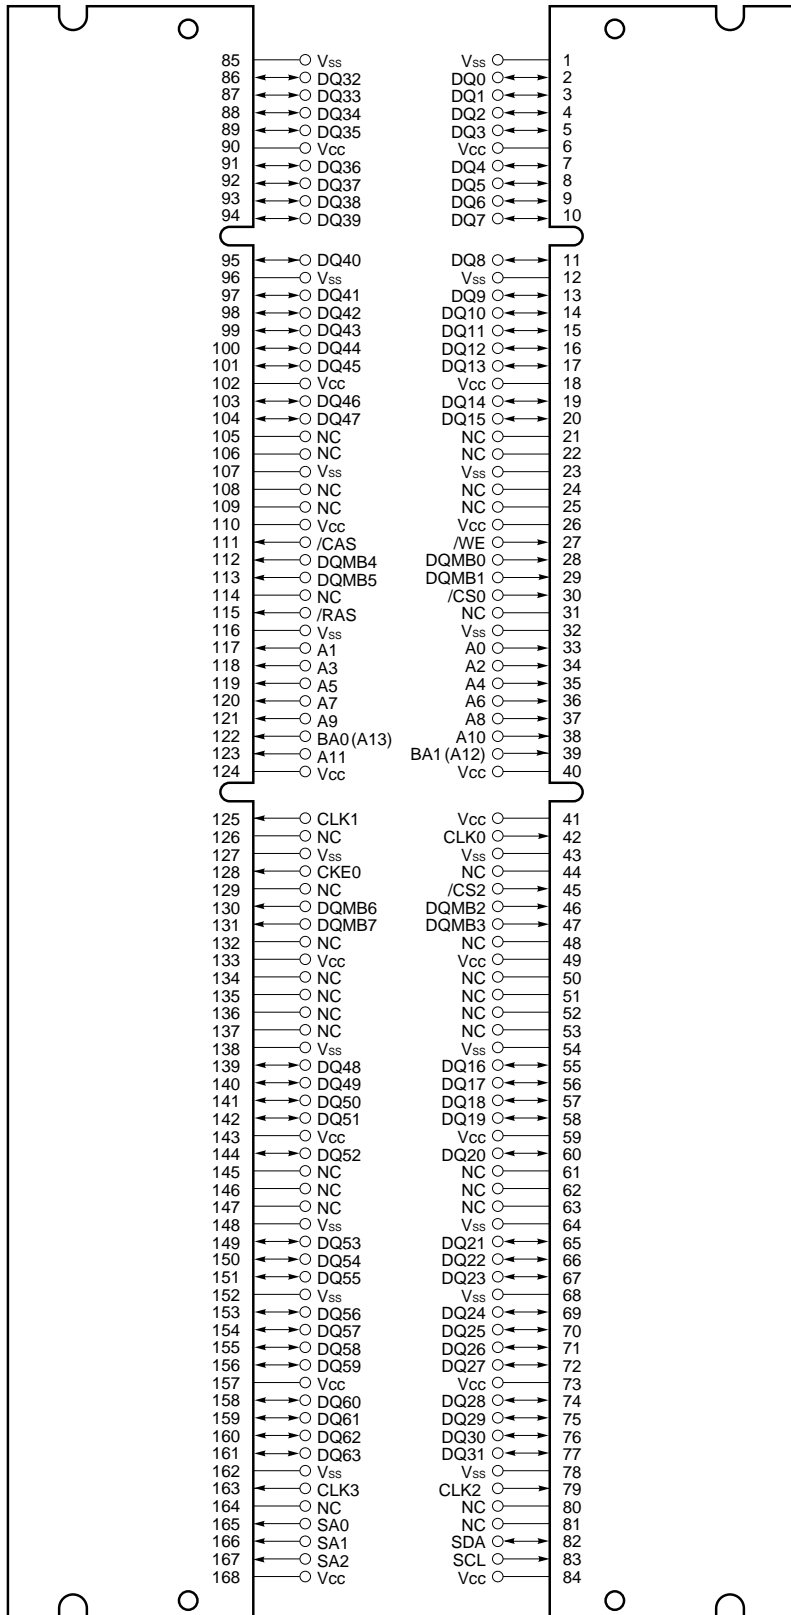 85 Vss Vss 1
86 DQ32 DQ0 2
87 DQ33 DQ1 3
88 DQ34 DQ2 4
89 DQ35 DQ3 5
90 Vcc Vcc 6
91 DQ36 DQ4 7
92 DQ37 DQ5 8
93 DQ38 DQ6 9
94 DQ39 DQ7 10
95 DQ40 DQ8 11
96 Vss Vss 12
97 DQ41 DQ9 13
98 DQ42 DQ10 14
99 DQ43 DQ11 15
100 DQ44 DQ12 16
101 DQ45 DQ13 17
102 Vcc Vcc 18
103 DQ46 DQ14 19
104 DQ47 DQ15 20
105 NC NC 21
106 NC NC 22
107 Vss Vss 23
108 NC NC 24
109 NC NC 25
110 Vcc Vcc 26
111 /CAS /WE 27
112 DQMB4 DQMB0 28
113 DQMB5 DQMB1 29
114 NC /CS0 30
115 /RAS NC 31
116 Vss Vss 32
117 A1 A0 33
118 A3 A2 34
119 A5 A4 35
120 A7 A6 36
121 A9 A8 37
122 BA0 (A13) A10 38
123 A11 BA1 (A12) 39
124 Vcc Vcc 40
125 CLK1 Vcc 41
126 NC CLK0 42
127 Vss Vss 43
128 CKE0 NC 44
129 NC /CS2 45
130 DQMB6 DQMB2 46
131 DQMB7 DQMB3 47
132 NC NC 48
133 Vcc Vcc 49
134 NC NC 50
135 NC NC 51
136 NC NC 52
137 NC NC 53
138 Vss Vss 54
139 DQ48 DQ16 55
140 DQ49 DQ17 56
141 DQ50 DQ18 57
142 DQ51 DQ19 58
143 Vcc Vcc 59
144 DQ52 DQ20 60
145 NC NC 61
146 NC NC 62
147 NC NC 63
148 Vss Vss 64
149 DQ53 DQ21 65
150 DQ54 DQ22 66
151 DQ55 DQ23 67
152 Vss Vss 68
153 DQ56 DQ24 69
154 DQ57 DQ25 70
155 DQ58 DQ26 71
156 DQ59 DQ27 72
157 Vcc Vcc 73
158 DQ60 DQ28 74
159 DQ61 DQ29 75
160 DQ62 DQ30 76
161 DQ63 DQ31 77
162 Vss Vss 78
163 CLK3 CLK2 79
164 NC NC 80
165 SA0 NC 81
166 SA1 SDA 82
167 SA2 SCL 83
168 Vcc Vcc 84